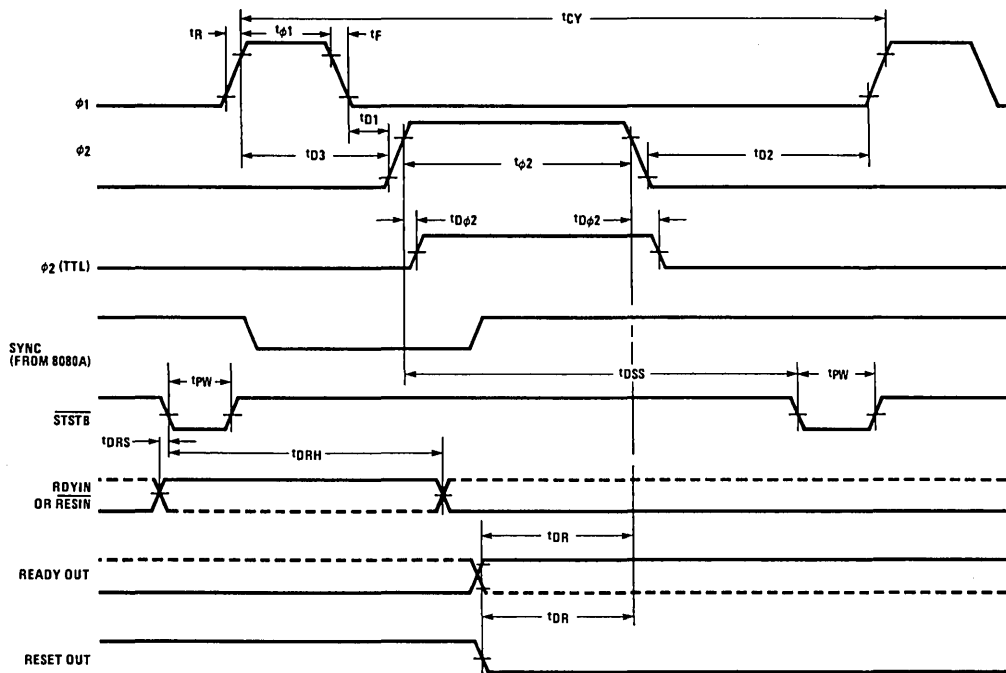 tCY
tR
tϕ1
tF
ϕ1
tD1
ϕ2
tD3
tϕ2
tD2
tDϕ2
tDϕ2
ϕ2 (TTL)
SYNC
(FROM 8080A)
tDSS
tPW
tPW
STSTB
tDRS
tDRH
RDYIN
OR RESIN
tDR
READY OUT
tDR
RESET OUT